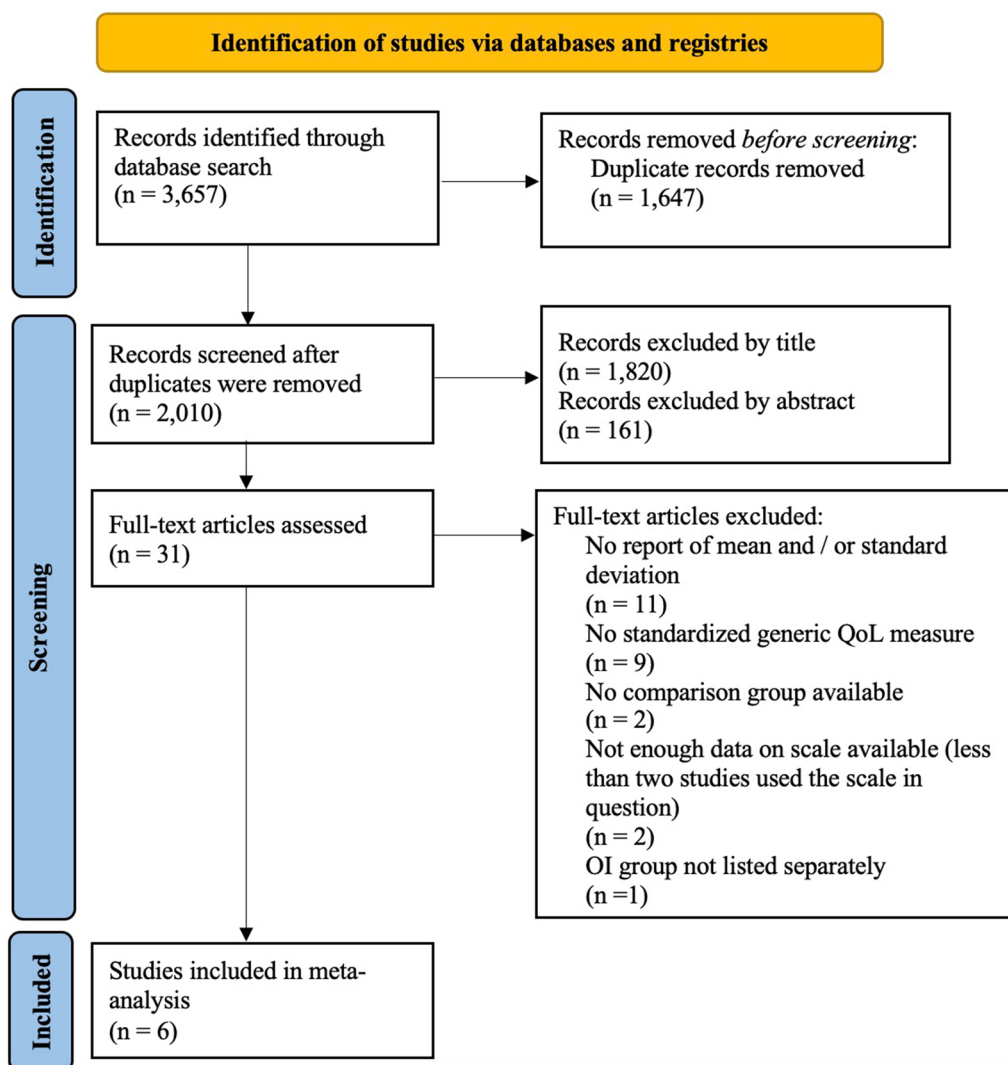 Identification of studies via databases and registries
Identification
Records identified through
database search
(n = 3,657)
Records removed before screening:
Duplicate records removed
(n = 1,647)
Screening
Records screened after
duplicates were removed
(n = 2,010)
Records excluded by title
(n = 1,820)
Records excluded by abstract
(n = 161)
Full-text articles assessed
(n = 31)
Full-text articles excluded:
No report of mean and / or standard
deviation
(n = 11)
No standardized generic QoL measure
(n = 9)
No comparison group available
(n = 2)
Not enough data on scale available (less
than two studies used the scale in
question)
(n = 2)
OI group not listed separately
(n =1)
Included
Studies included in meta-
analysis
(n = 6)